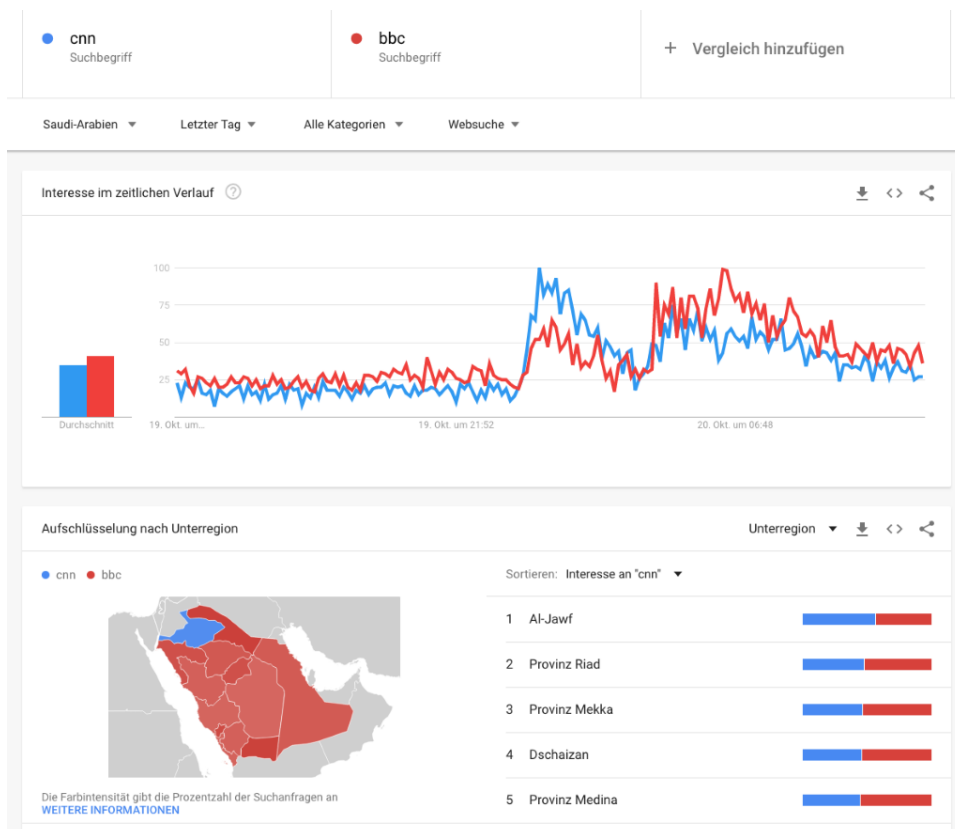 cnn
Suchbegriff
bbc
Suchbegriff
+ Vergleich hinzufügen
Saudi-Arabien
Letzter Tag
Alle Kategorien
Websuche
Interesse im zeitlichen Verlauf
?
100
75
50
25
Durchschnitt
19. Okt. um...
19. Okt. um 21:52
20. Okt. um 06:48
Aufschlüsselung nach Unterregion
Unterregion
cnn
bbc
Sortieren: Interesse an "cnn"
1 Al-Jawf
2 Provinz Riad
3 Provinz Mekka
4 Dschaizan
5 Provinz Medina
Die Farbintensität gibt die Prozentzahl der Suchanfragen an
WEITERE INFORMATIONEN